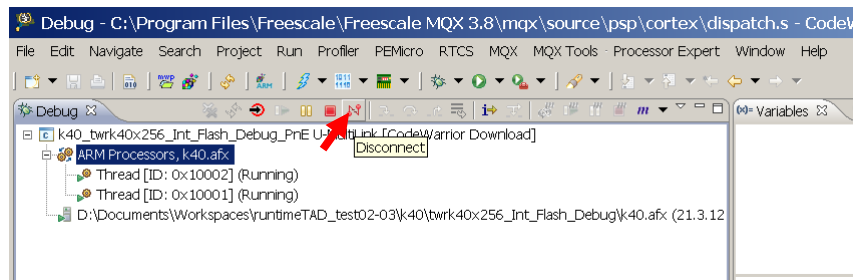 Debug - C:\Program Files\Freescale\Freescale MQX 3.8\mqx\source\psp\cortex\dispatch.s - CodeW
File Edit Navigate Search Project Run Profiler PEMicro RTCS MQX MQX Tools Processor Expert Window Help
Debug (x)= Variables
k40_twrk40x256_Int_Flash_Debug_PnE U-MultiLink [CodeWarrior Download]
Disconnect
ARM Processors, k40.afx
Thread [ID: 0x10002] (Running)
Thread [ID: 0x10001] (Running)
D:\Documents\Workspaces\runtimeTAD_test02-03\k40\twrk40x256_Int_Flash_Debug\k40.afx (21.3.12